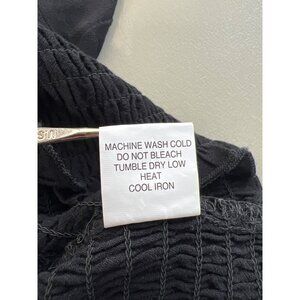 MACHINE WASH COLD
DO NOT BLEACH
TUMBLE DRY LOW
HEAT
COOL IRON